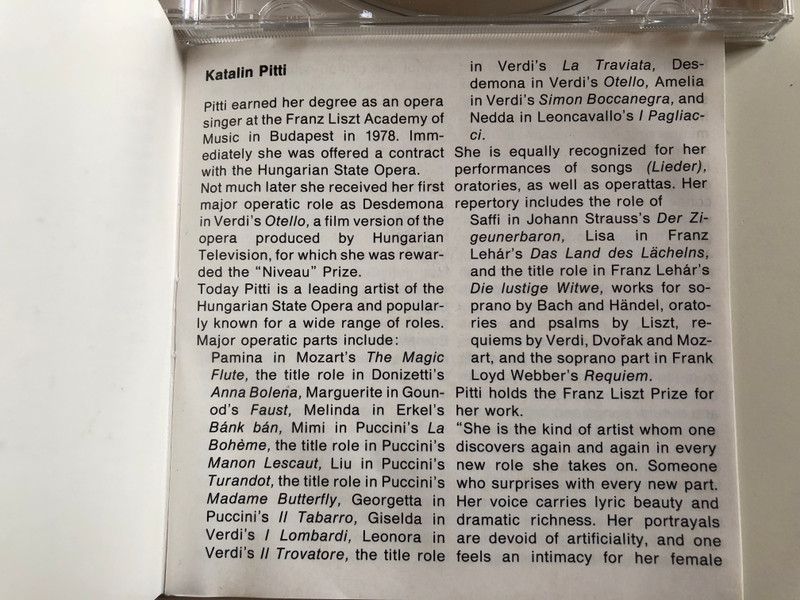 Katalin Pitti
Pitti earned her degree as an opera
singer at the Franz Liszt Academy of
Music in Budapest in 1978. Imm-
ediately she was offered a contract
with the Hungarian State Opera.
Not much later she received her first
major operatic role as Desdemona
in Verdi's Otello, a film version of the
opera produced by Hungarian
Television, for which she was rewar-
ded the "Niveau" Prize.
Today Pitti is a leading artist of the
Hungarian State Opera and popular-
ly known for a wide range of roles.
Major operatic parts include:
Pamina in Mozart's The Magic
Flute, the title role in Donizetti's
Anna Bolena, Marguerite in Goun-
od's Faust, Melinda in Erkel's
Bánk bán, Mimi in Puccini's La
Bohème, the title role in Puccini's
Manon Lescaut, Liu in Puccini's
Turandot, the title role in Puccini's
Madame Butterfly, Georgetta in
Puccini's Il Tabarro, Giselda in
Verdi's I Lombardi, Leonora in
Verdi's Il Trovatore, the title role
in Verdi's La Traviata, Des-
demona in Verdi's Otello, Amelia
in Verdi's Simon Boccanegra, and
Nedda in Leoncavallo's I Pagliac-
ci.
She is equally recognized for her
performances of songs (Lieder),
oratories, as well as operattas. Her
repertory includes the role of
Saffi in Johann Strauss's Der Zi-
geunerbaron, Lisa in Franz
Lehár's Das Land des Lächelns,
and the title role in Franz Lehár's
Die lustige Witwe, works for so-
prano by Bach and Händel, orato-
ries and psalms by Liszt, re-
quiems by Verdi, Dvořak and Moz-
art, and the soprano part in Frank
Loyd Webber's Requiem.
Pitti holds the Franz Liszt Prize for
her work.
"She is the kind of artist whom one
discovers again and again in every
new role she takes on. Someone
who surprises with every new part.
Her voice carries lyric beauty and
dramatic richness. Her portrayals
are devoid of artificiality, and one
feels an intimacy for her female